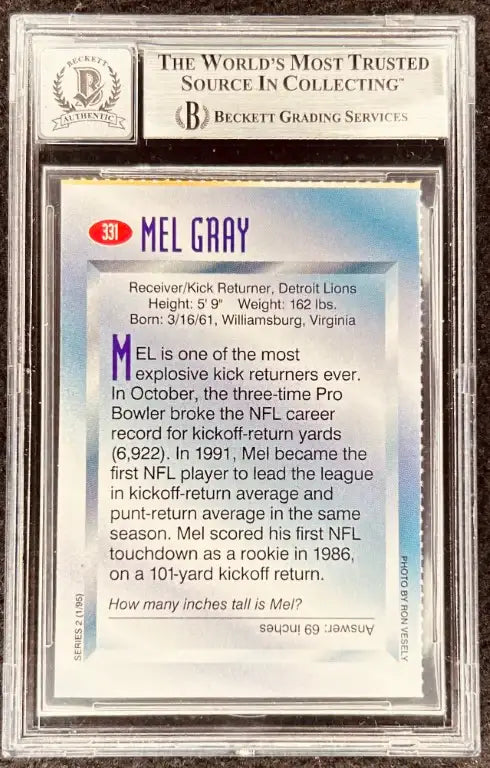 BECKETT
B
AUTHENTIC
THE WORLD'S MOST TRUSTED
SOURCE IN COLLECTING™
B BECKETT GRADING SERVICES
331 MEL GRAY
Receiver/Kick Returner, Detroit Lions
Height: 5' 9" Weight: 162 lbs.
Born: 3/16/61, Williamsburg, Virginia
MEL is one of the most
explosive kick returners ever.
In October, the three-time Pro
Bowler broke the NFL career
record for kickoff-return yards
(6,922). In 1991, Mel became the
first NFL player to lead the league
in kickoff-return average and
punt-return average in the same
season. Mel scored his first NFL
touchdown as a rookie in 1986,
on a 101-yard kickoff return.
How many inches tall is Mel?
Answer: 69 inches
SERIES 2 (1/95)
PHOTO BY RON VESELY